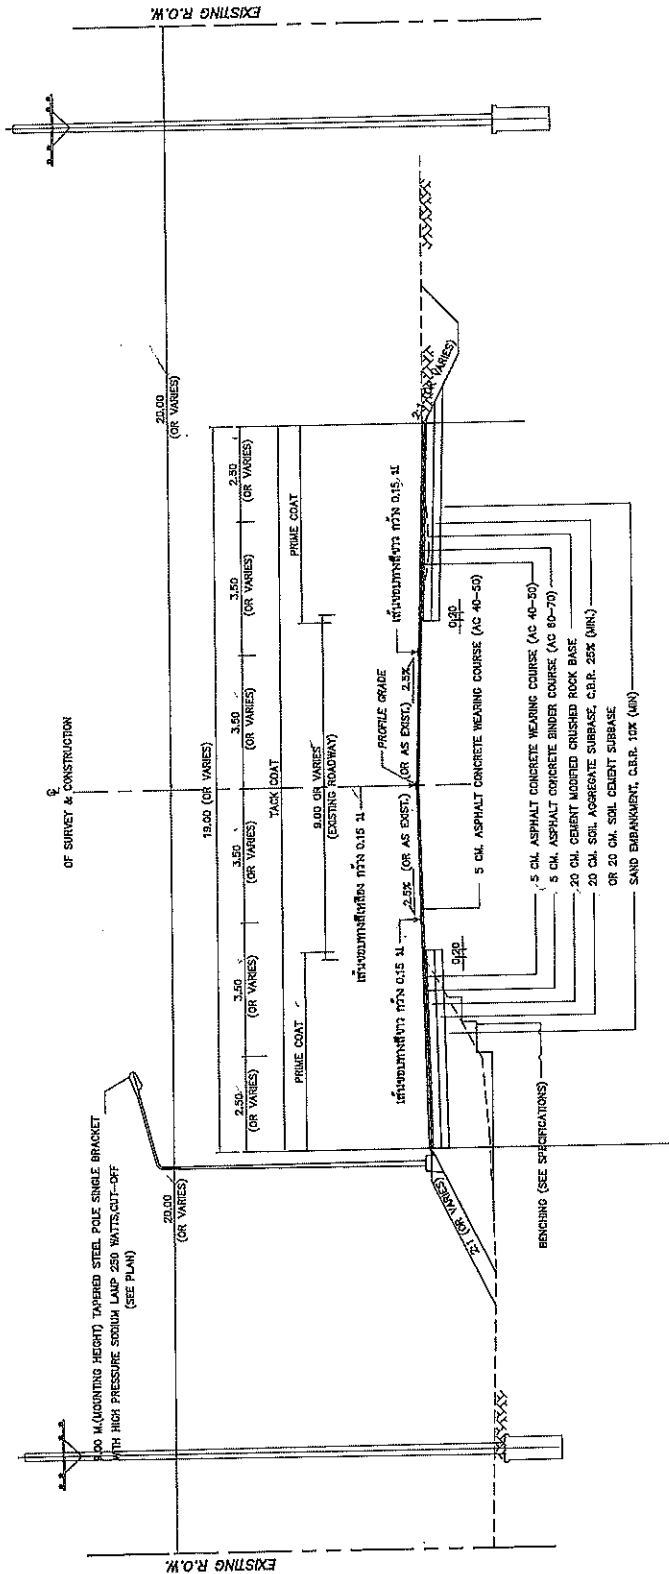 EXISTING R.O.W.
EXISTING R.O.W.
9.00 M.(MOUNTING HEIGHT) TAPERED STEEL POLE SINGLE BRACKET
WITH HIGH PRESSURE SODIUM LAMP 250 WATTS,CUT-OFF
(SEE PLAN)
℄
OF SURVEY & CONSTRUCTION
20.00
(OR VARIES)
20.00
(OR VARIES)
19.00 (OR VARIES)
2.50
(OR VARIES)
3.50
(OR VARIES)
3.50
(OR VARIES)
3.50
(OR VARIES)
3.50
(OR VARIES)
2.50
(OR VARIES)
TACK COAT
PRIME COAT
PRIME COAT
9.00 OR VARIES
(EXISTING ROADWAY)
เส้นขอบทางสีเหลือง กว้าง 0.15 ม
PROFILE GRADE
เส้นขอบทางสีขาว กว้าง 0.15 ม
2.5% (OR AS EXIST.)
(OR AS EXIST.) 2.5%
เส้นขอบทางสีขาว กว้าง 0.15 ม
2:1 (OR VARIES)
2:1 (OR VARIES)
0.20
0.20
5 CM. ASPHALT CONCRETE WEARING COURSE (AC 40-50)
5 CM. ASPHALT CONCRETE WEARING COURSE (AC 40-50)
5 CM. ASPHALT CONCRETE BINDER COURSE (AC 60-70)
20 CM. CEMENT MODIFIED CRUSHED ROCK BASE
20 CM. SOIL AGGREGATE SUBBASE, C.B.R. 25% (MIN.)
OR 20 CM. SOIL CEMENT SUBBASE
SAND EMBANKMENT, C.B.R. 10% (MIN)
BENCHING (SEE SPECIFICATIONS)